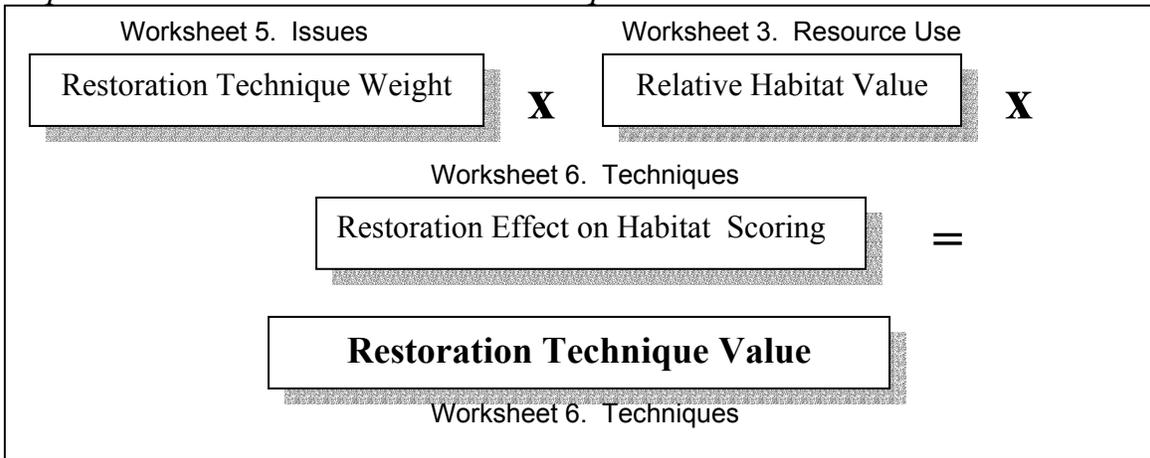 Worksheet 5. Issues Worksheet 3. Resource Use
Restoration Technique Weight x Relative Habitat Value x
Worksheet 6. Techniques
Restoration Effect on Habitat Scoring =
Restoration Technique Value
Worksheet 6. Techniques